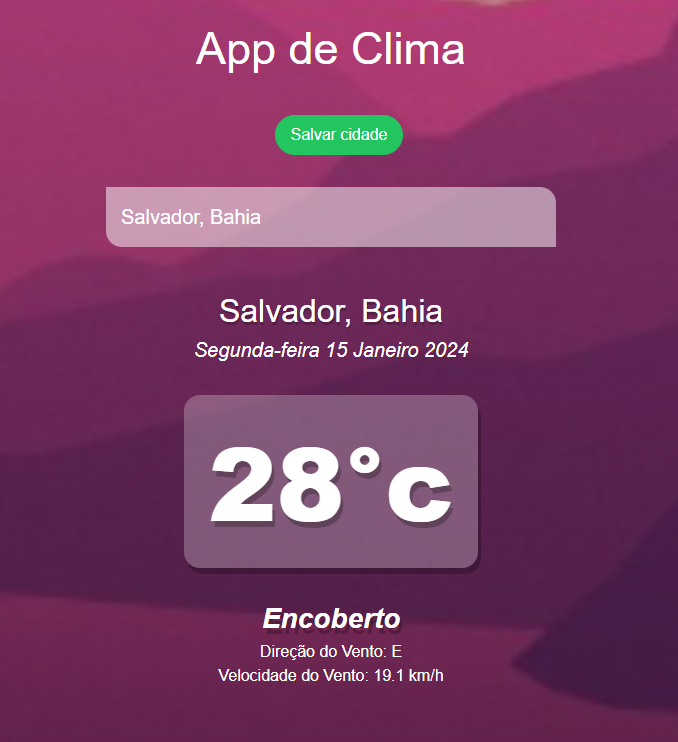 App de Clima
Salvar cidade
Salvador, Bahia
Salvador, Bahia
Segunda-feira 15 Janeiro 2024
28°c
Encoberto
Direção do Vento: E
Velocidade do Vento: 19.1 km/h